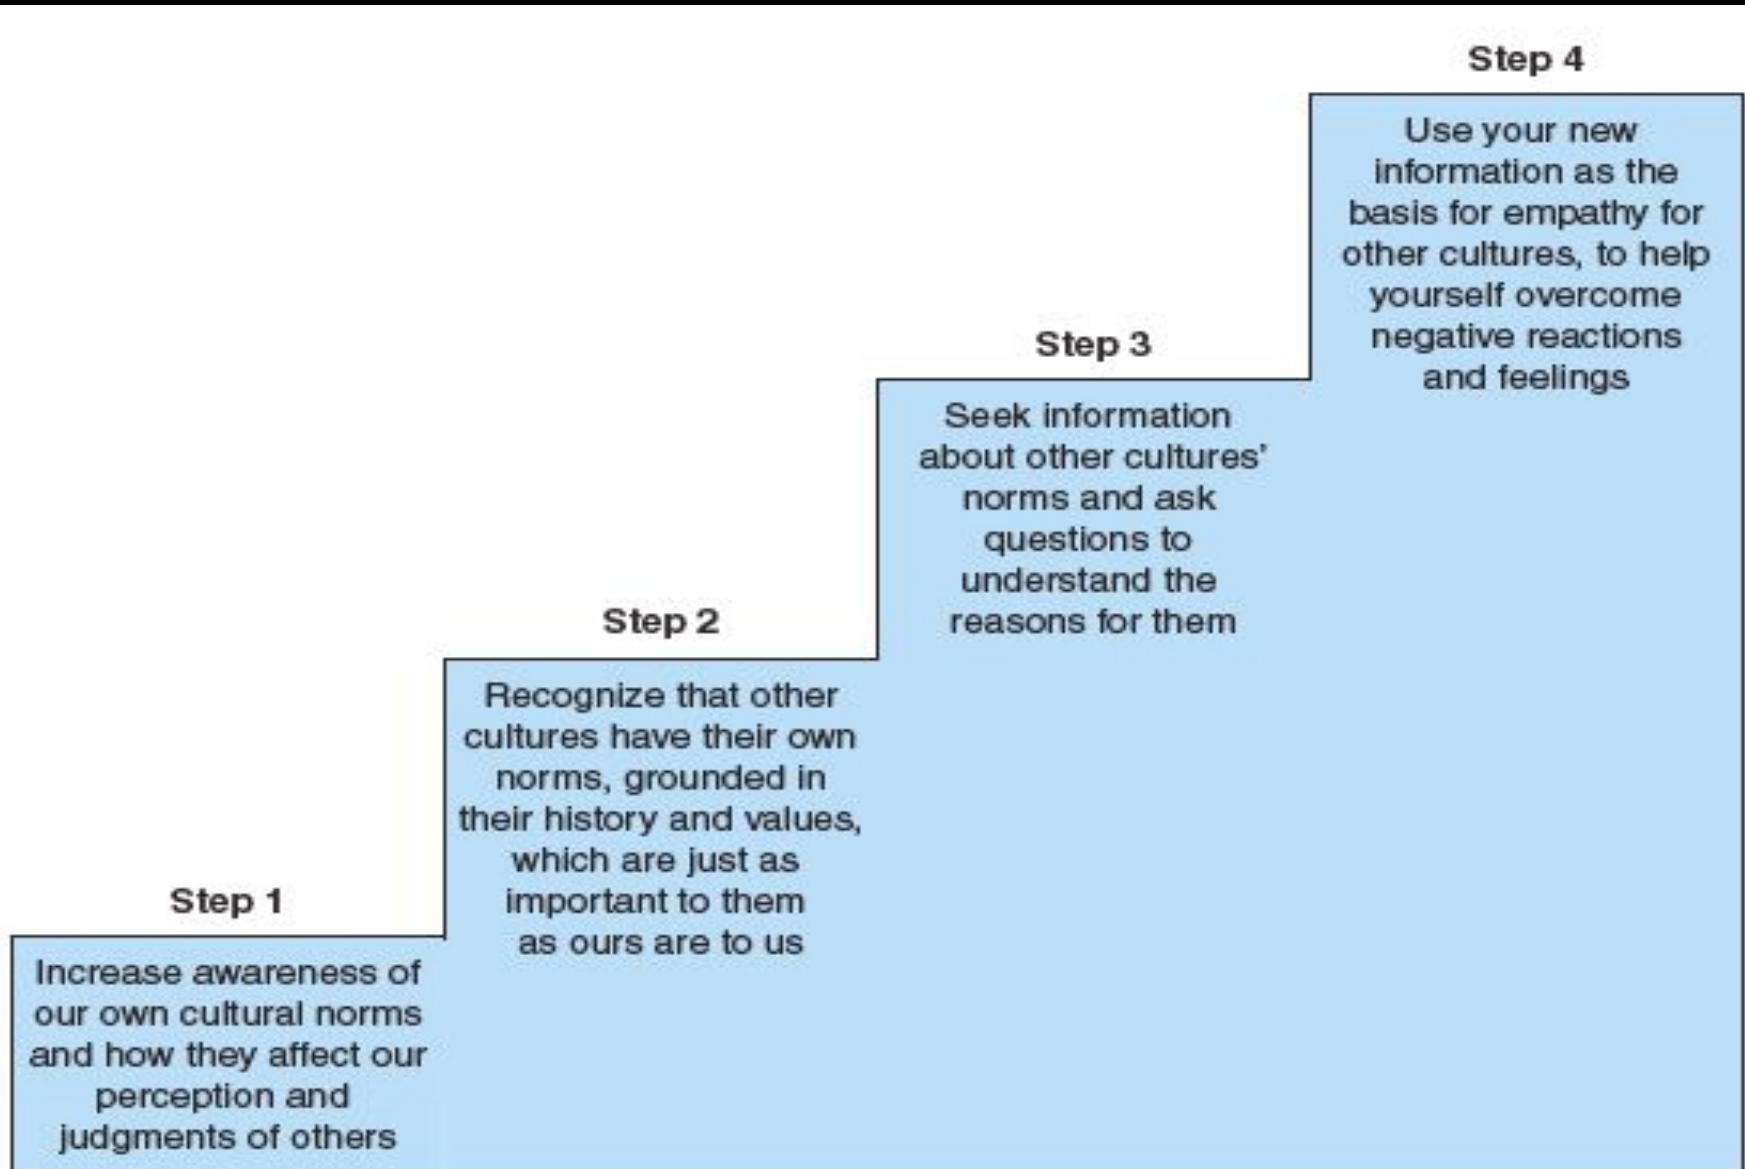 Step 1
Increase awareness of
our own cultural norms
and how they affect our
perception and
judgments of others
Step 2
Recognize that other
cultures have their own
norms, grounded in
their history and values,
which are just as
important to them
as ours are to us
Step 3
Seek information
about other cultures’
norms and ask
questions to
understand the
reasons for them
Step 4
Use your new
information as the
basis for empathy for
other cultures, to help
yourself overcome
negative reactions
and feelings